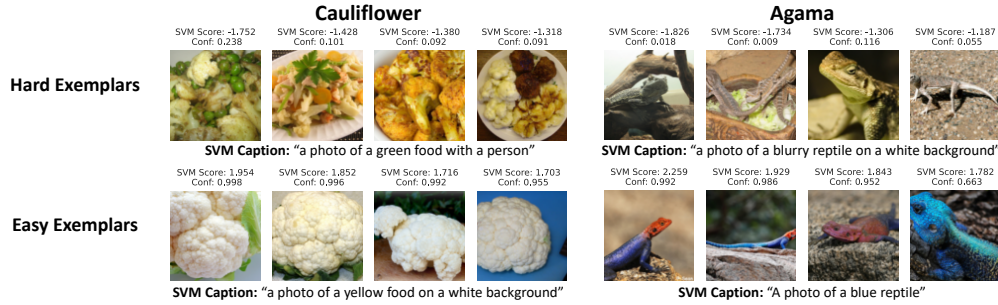 Cauliflower
Agama
Hard Exemplars
SVM Score: -1.752
Conf: 0.238
SVM Score: -1.428
Conf: 0.101
SVM Score: -1.380
Conf: 0.092
SVM Score: -1.318
Conf: 0.091
SVM Score: -1.826
Conf: 0.018
SVM Score: -1.734
Conf: 0.009
SVM Score: -1.306
Conf: 0.116
SVM Score: -1.187
Conf: 0.055
SVM Caption: “a photo of a green food with a person”
SVM Caption: “a photo of a blurry reptile on a white background”
Easy Exemplars
SVM Score: 1.954
Conf: 0.998
SVM Score: 1.852
Conf: 0.996
SVM Score: 1.716
Conf: 0.992
SVM Score: 1.703
Conf: 0.955
SVM Score: 2.259
Conf: 0.992
SVM Score: 1.929
Conf: 0.986
SVM Score: 1.843
Conf: 0.952
SVM Score: 1.782
Conf: 0.663
SVM Caption: “a photo of a yellow food on a white background”
SVM Caption: “A photo of a blue reptile”